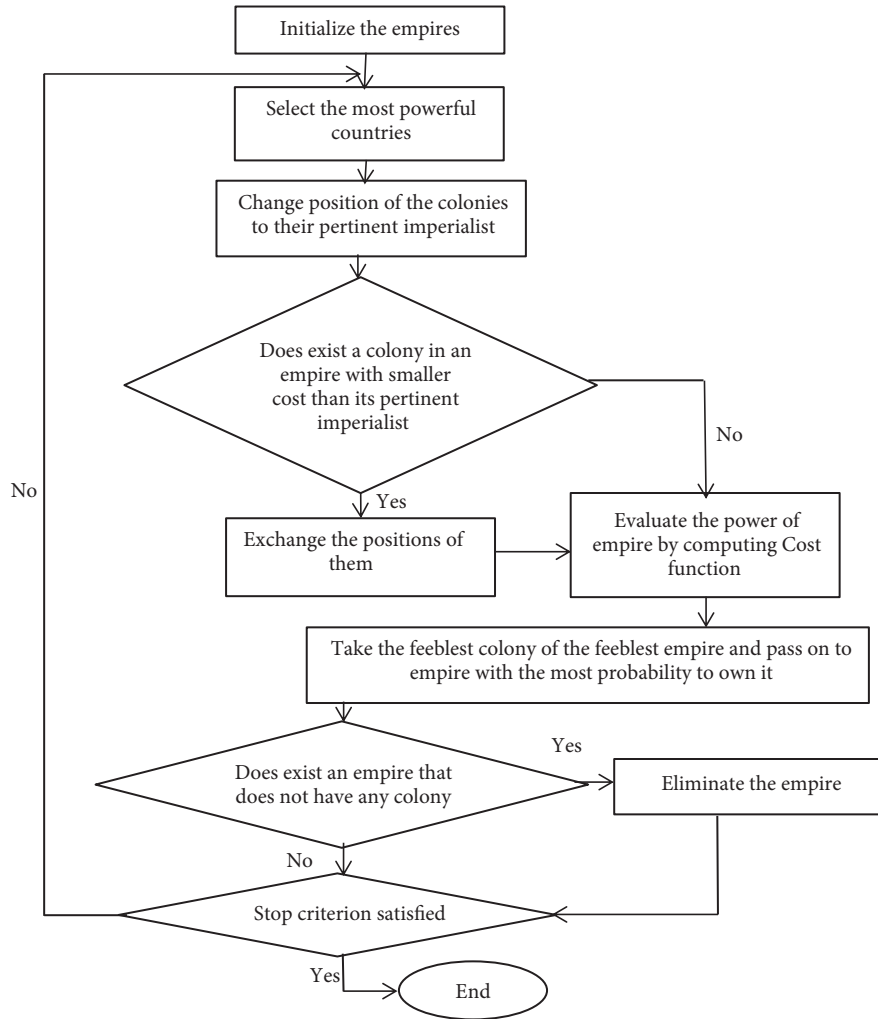 Initialize the empires
Select the most powerful
countries
Change position of the colonies
to their pertinent imperialist
Does exist a colony in an
empire with smaller
cost than its pertinent
imperialist
No
No
Yes
Exchange the positions of
them
Evaluate the power of
empire by computing Cost
function
Take the feeblest colony of the feeblest empire and pass on to
empire with the most probability to own it
Yes
Does exist an empire that
does not have any colony
Eliminate the empire
No
Stop criterion satisfied
Yes
End